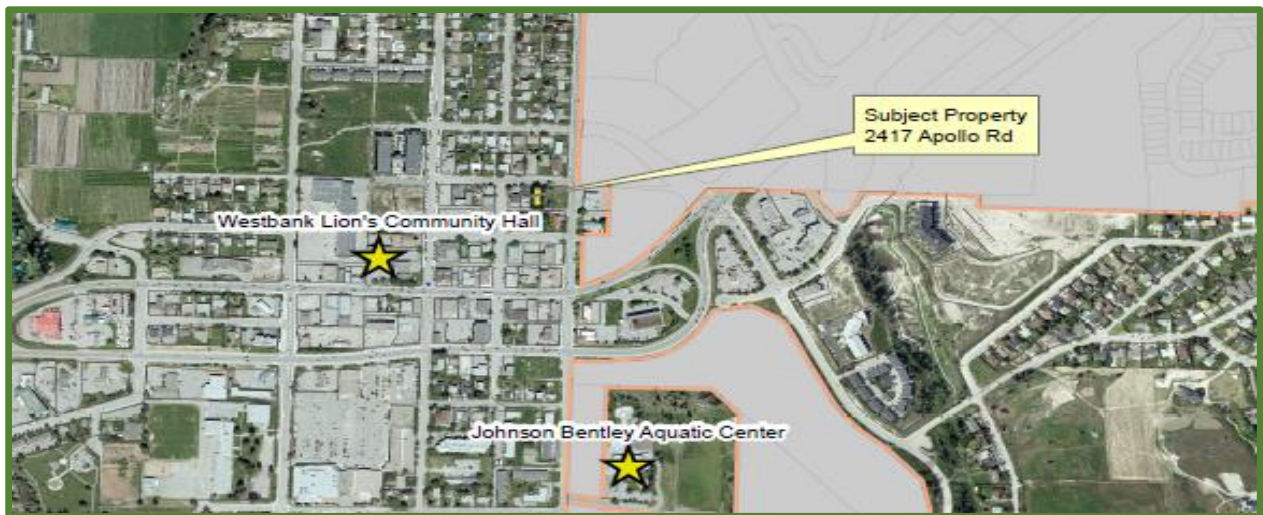 Subject Property
2417 Apollo Rd
Westbank Lion's Community Hall
Johnson Bentley Aquatic Center